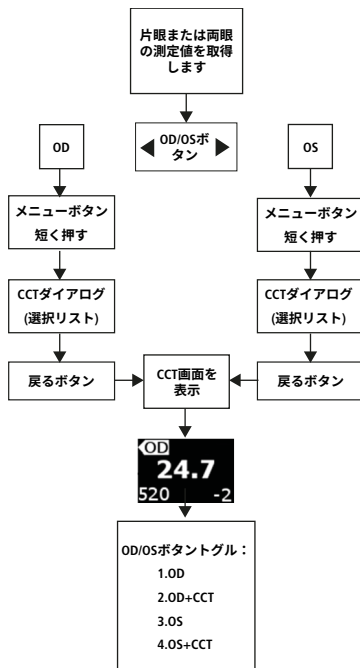 片眼または両眼
の測定値を取得
します
OD
OD/OSボ
タン
OS
メニューボタン
短く押す
メニューボタン
短く押す
CCTダイアログ
(選択リスト)
CCTダイアログ
(選択リスト)
戻るボタン
CCT画面を
表示
戻るボタン
OD
24.7
520 -2
OD/OSボタントグル：
1.OD
2.OD+CCT
3.OS
4.OS+CCT